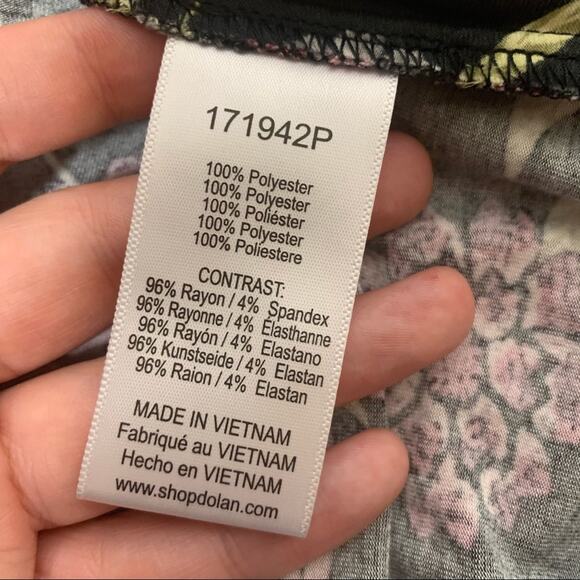 171942P
100% Polyester
100% Polyester
100% Poliéster
100% Polyester
100% Poliestere
CONTRAST:
96% Rayon / 4% Spandex
96% Rayonne / 4% Élasthanne
96% Rayón / 4% Elastano
96% Kunstseide / 4% Elastan
96% Raion / 4% Elastan
MADE IN VIETNAM
Fabriqué au VIETNAM
Hecho en VIETNAM
www.shopdolan.com